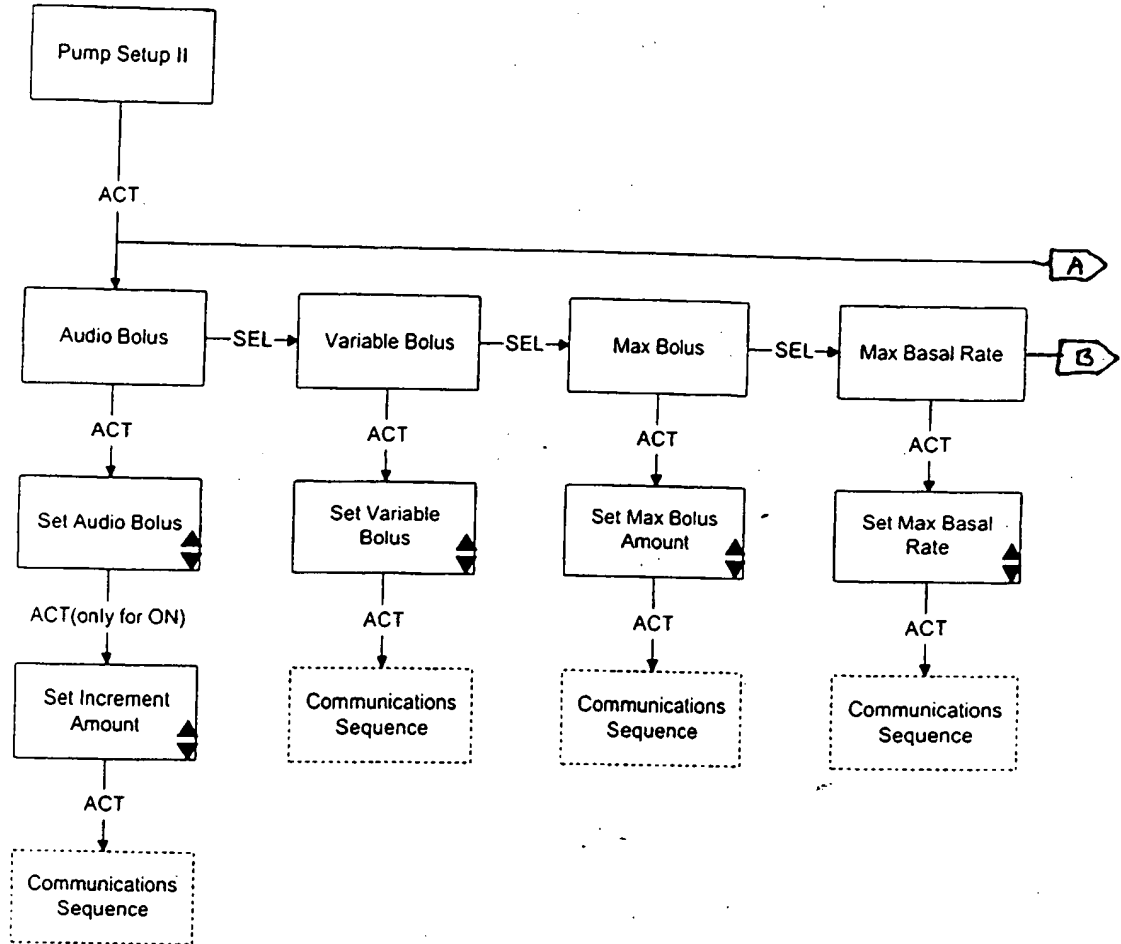 Pump Setup II
ACT
A
Audio Bolus
SEL
Variable Bolus
SEL
Max Bolus
SEL
Max Basal Rate
B
ACT
ACT
ACT
ACT
Set Audio Bolus
Set Variable
Bolus
Set Max Bolus
Amount
Set Max Basal
Rate
ACT(only for ON)
ACT
ACT
ACT
Set Increment
Amount
Communications
Sequence
Communications
Sequence
Communications
Sequence
ACT
Communications
Sequence